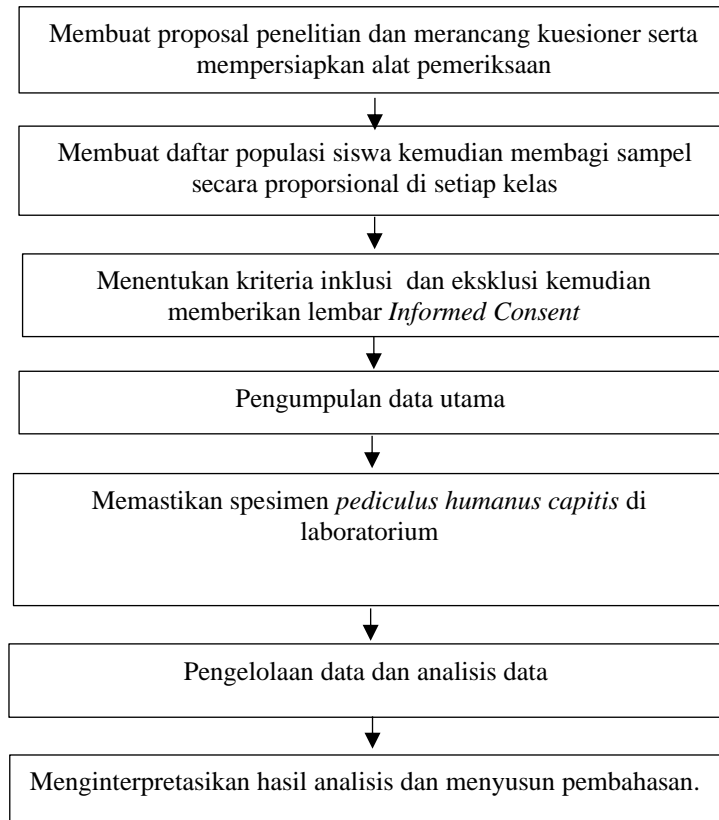 Membuat proposal penelitian dan merancang kuesioner serta
mempersiapkan alat pemeriksaan
Membuat daftar populasi siswa kemudian membagi sampel
secara proporsional di setiap kelas
Menentukan kriteria inklusi dan eksklusi kemudian
memberikan lembar Informed Consent
Pengumpulan data utama
Memastikan spesimen pediculus humanus capitis di
laboratorium
Pengelolaan data dan analisis data
Menginterpretasikan hasil analisis dan menyusun pembahasan.